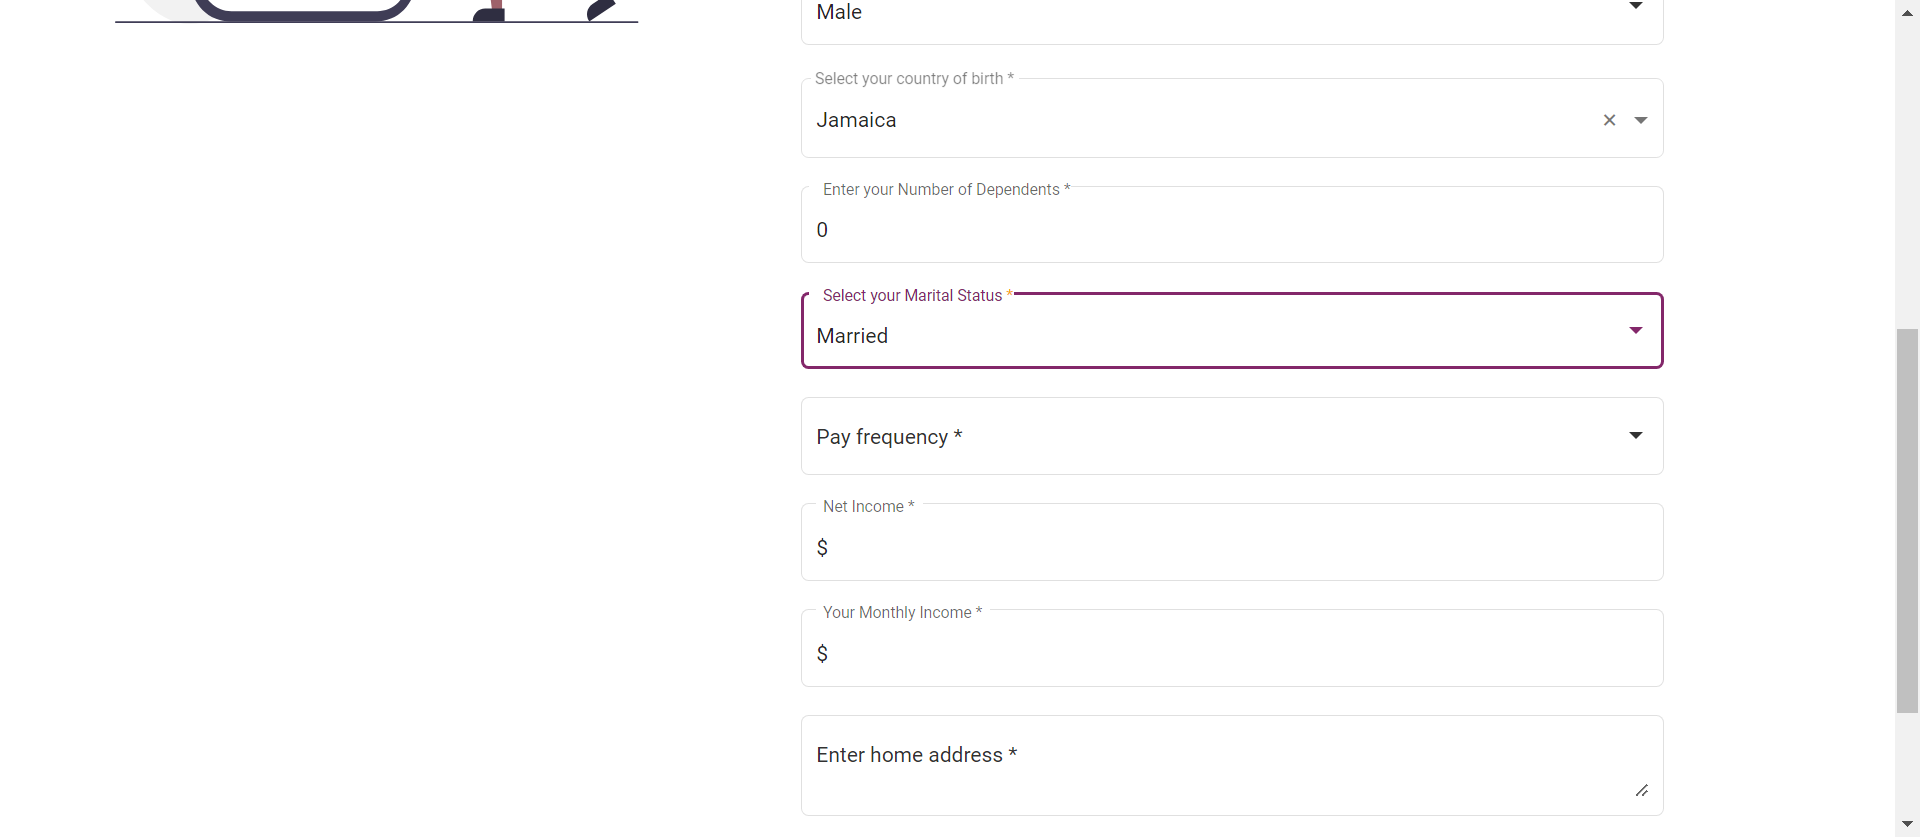 Male
Select your country of birth *
Jamaica
Enter your Number of Dependents *
0
Select your Marital Status *
Married
Pay frequency *
Net Income *
$
Your Monthly Income *
$
Enter home address *